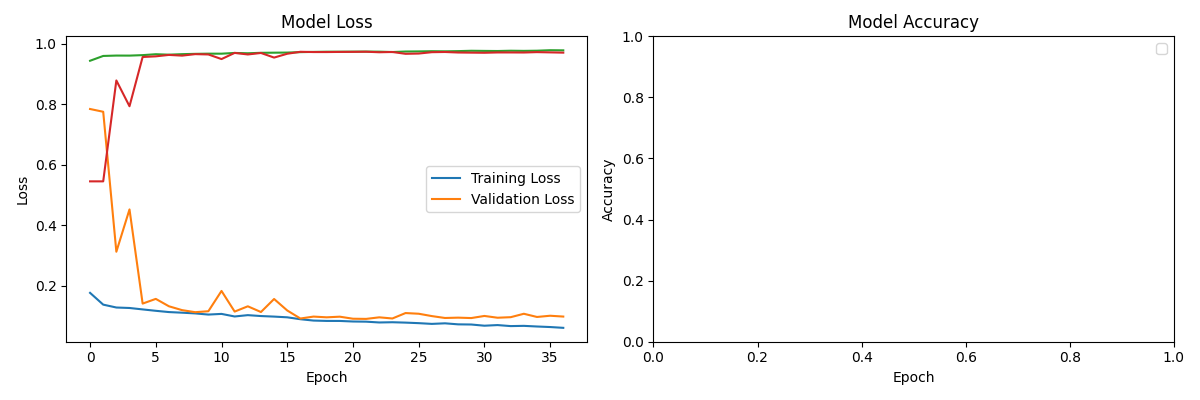 Model Loss
1.0
0.8
0.6
0.4
0.2
Loss
Training Loss
Validation Loss
0 5 10 15 20 25 30 35
Epoch
Model Accuracy
1.0
0.8
0.6
0.4
0.2
0.0
Accuracy
0.0 0.2 0.4 0.6 0.8 1.0
Epoch